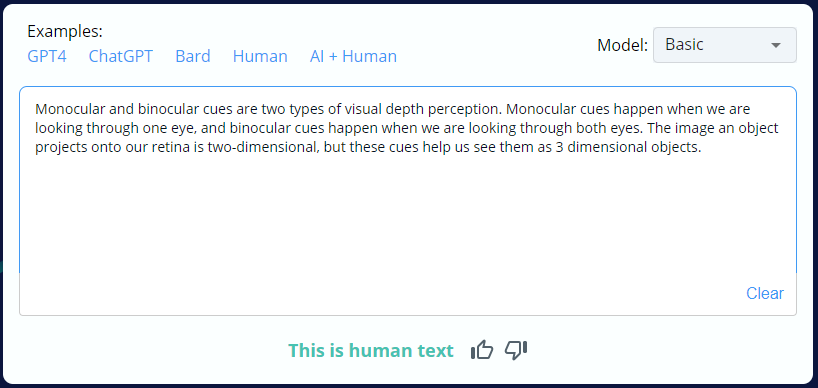 Examples:
GPT4 ChatGPT Bard Human AI + Human
Model: Basic
Monocular and binocular cues are two types of visual depth perception. Monocular cues happen when we are
looking through one eye, and binocular cues happen when we are looking through both eyes. The image an object
projects onto our retina is two-dimensional, but these cues help us see them as 3 dimensional objects.
Clear
This is human text